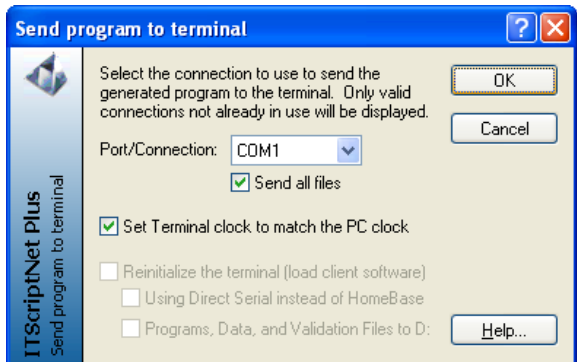 Send program to terminal
Select the connection to use to send the
generated program to the terminal. Only valid
connections not already in use will be displayed.
OK
Cancel
Port/Connection: COM1
Send all files
Set Terminal clock to match the PC clock
Reinitialize the terminal (load client software)
Using Direct Serial instead of HomeBase
Programs, Data, and Validation Files to D:
Help...
ITScriptNet Plus
Send program to terminal